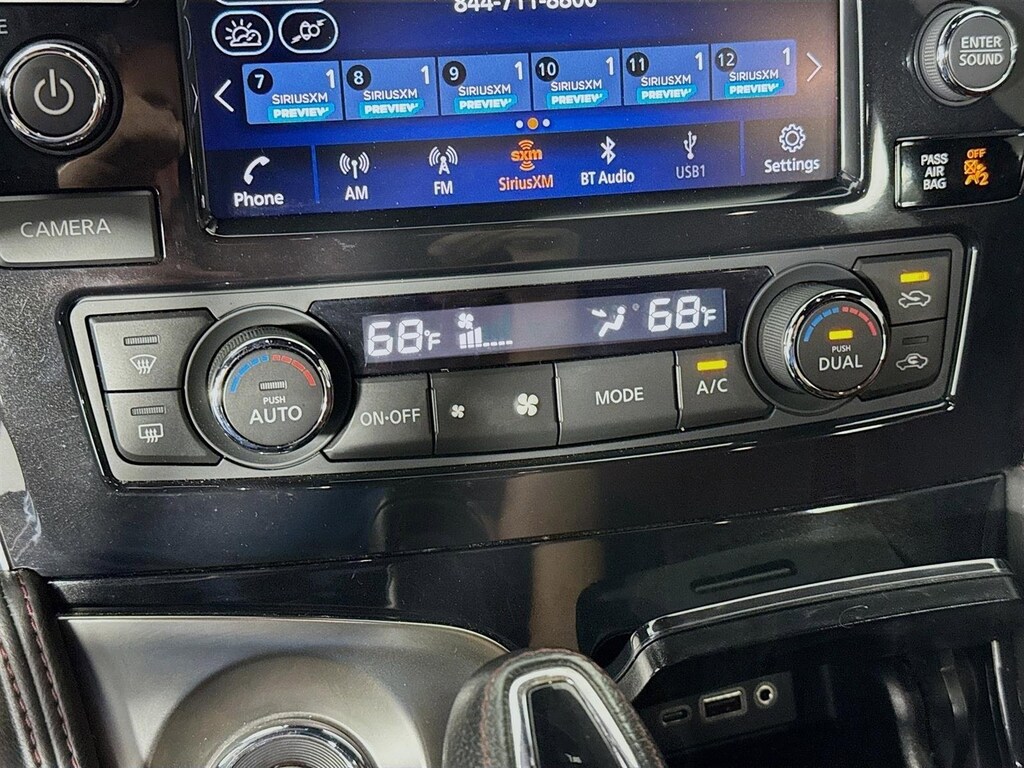 844-711-8800
7 1 SIRIUSXM PREVIEW
8 1 SIRIUSXM PREVIEW
9 1 SIRIUSXM PREVIEW
10 1 SIRIUSXM PREVIEW
11 1 SIRIUSXM PREVIEW
12 1 SIRIUSXM PREVIEW
Phone
AM
FM
sxm
SiriusXM
BT Audio
USB1
Settings
ENTER
SOUND
PASS
AIR
BAG
OFF
2
CAMERA
68°F
68°F
PUSH
AUTO
ON·OFF
MODE
A/C
PUSH
DUAL